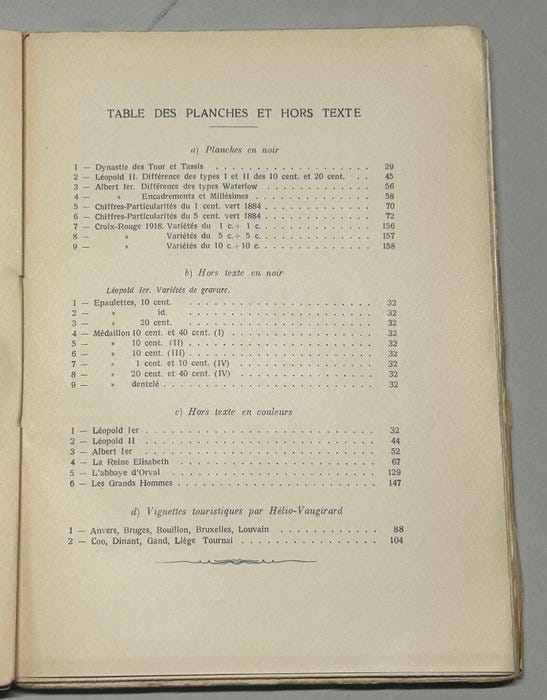 TABLE DES PLANCHES ET HORS TEXTE
a) Planches en noir
1 — Dynastie des Tour et Tassis . . . . . . . . . . . . . . . . . 29
2 — Léopold II. Différence des types I et II des 10 cent. et 20 cent. . . 45
3 — Albert Ier. Différence des types Waterlow . . . . . . . . . . . 56
4 — » Encadrements et Millésimes . . . . . . . . . . . . 58
5 — Chiffres-Particularités du 1 cent. vert 1884 . . . . . . . . . . . 70
6 — Chiffres-Particularités du 5 cent. vert 1884 . . . . . . . . . . . 72
7 — Croix-Rouge 1918. Variétés du 1 c.+ 1 c. . . . . . . . . . . . 156
8 — » Variétés du 5 c.+ 5 c. . . . . . . . . . . . 157
9 — » Variétés du 10 c.+10 c. . . . . . . . . . . . 158
b) Hors texte en noir
Léopold Ier. Variétés de gravure.
1 — Epaulettes, 10 cent. . . . . . . . . . . . . . . . . . . 32
2 — » id. . . . . . . . . . . . . . . . . . . 32
3 — » 20 cent. . . . . . . . . . . . . . . . . . . 32
4 — Médaillon 10 cent. et 40 cent. (I) . . . . . . . . . . . . . . 32
5 — » 10 cent. (II) . . . . . . . . . . . . . . . . . 32
6 — » 10 cent. (III) . . . . . . . . . . . . . . . . . 32
7 — » 1 cent. et 10 cent. (IV) . . . . . . . . . . . . . . 32
8 — » 20 cent. et 40 cent. (IV) . . . . . . . . . . . . . . 32
9 — » dentelé . . . . . . . . . . . . . . . . . . . . 32
c) Hors texte en couleurs
1 — Léopold Ier . . . . . . . . . . . . . . . . . . . . . . 32
2 — Léopold II . . . . . . . . . . . . . . . . . . . . . . 44
3 — Albert Ier . . . . . . . . . . . . . . . . . . . . . . 52
4 — La Reine Elisabeth . . . . . . . . . . . . . . . . . . . 67
5 — L'abbaye d'Orval . . . . . . . . . . . . . . . . . . . 129
6 — Les Grands Hommes . . . . . . . . . . . . . . . . . . . 147
d) Vignettes touristiques par Hélio-Vaugirard
1 — Anvers, Bruges, Bouillon, Bruxelles, Louvain . . . . . . . . . . 88
2 — Coo, Dinant, Gand, Liège Tournai . . . . . . . . . . . . . . 104